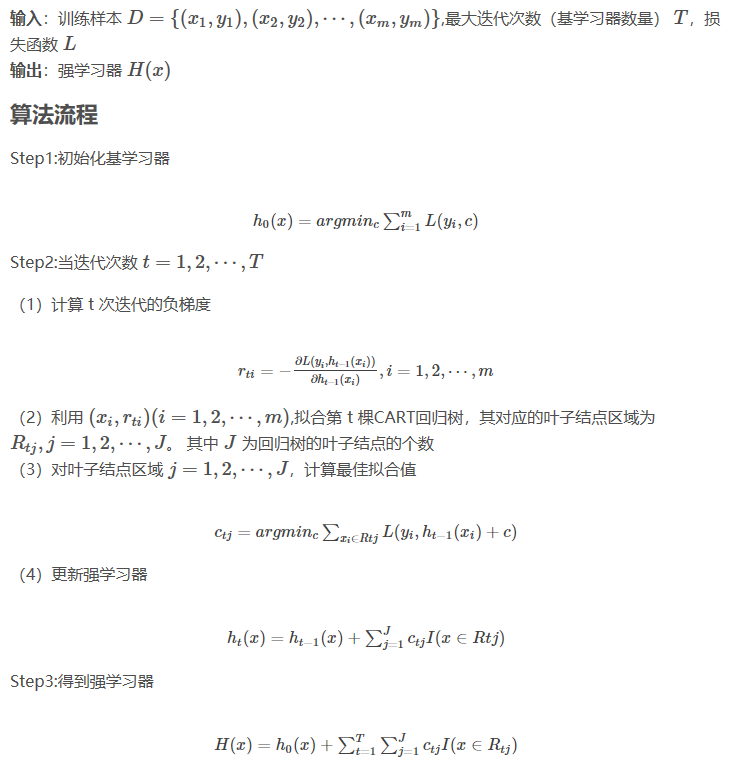 输入：训练样本 $D = \{(x_1, y_1), (x_2, y_2), \cdots, (x_m, y_m)\}$,最大迭代次数（基学习器数量） $T$，损
失函数 $L$
输出：强学习器 $H(x)$
算法流程
Step1:初始化基学习器
$h_0(x) = argmin_c \sum_{i=1}^{m} L(y_i, c)$
Step2:当迭代次数 $t = 1, 2, \cdots, T$
（1）计算 t 次迭代的负梯度
$r_{ti} = -\frac{\partial L(y_i, h_{t-1}(x_i))}{\partial h_{t-1}(x_i)}, i = 1, 2, \cdots, m$
（2）利用 $(x_i, r_{ti})(i = 1, 2, \cdots, m)$,拟合第 t 棵CART回归树，其对应的叶子结点区域为
$R_{tj}, j = 1, 2, \cdots, J$。 其中 $J$ 为回归树的叶子结点的个数
（3）对叶子结点区域 $j = 1, 2, \cdots, J$，计算最佳拟合值
$c_{tj} = argmin_c \sum_{x_i \in Rtj} L(y_i, h_{t-1}(x_i) + c)$
（4）更新强学习器
$h_t(x) = h_{t-1}(x) + \sum_{j=1}^{J} c_{tj} I(x \in Rtj)$
Step3:得到强学习器
$H(x) = h_0(x) + \sum_{t=1}^{T} \sum_{j=1}^{J} c_{tj} I(x \in R_{tj})$